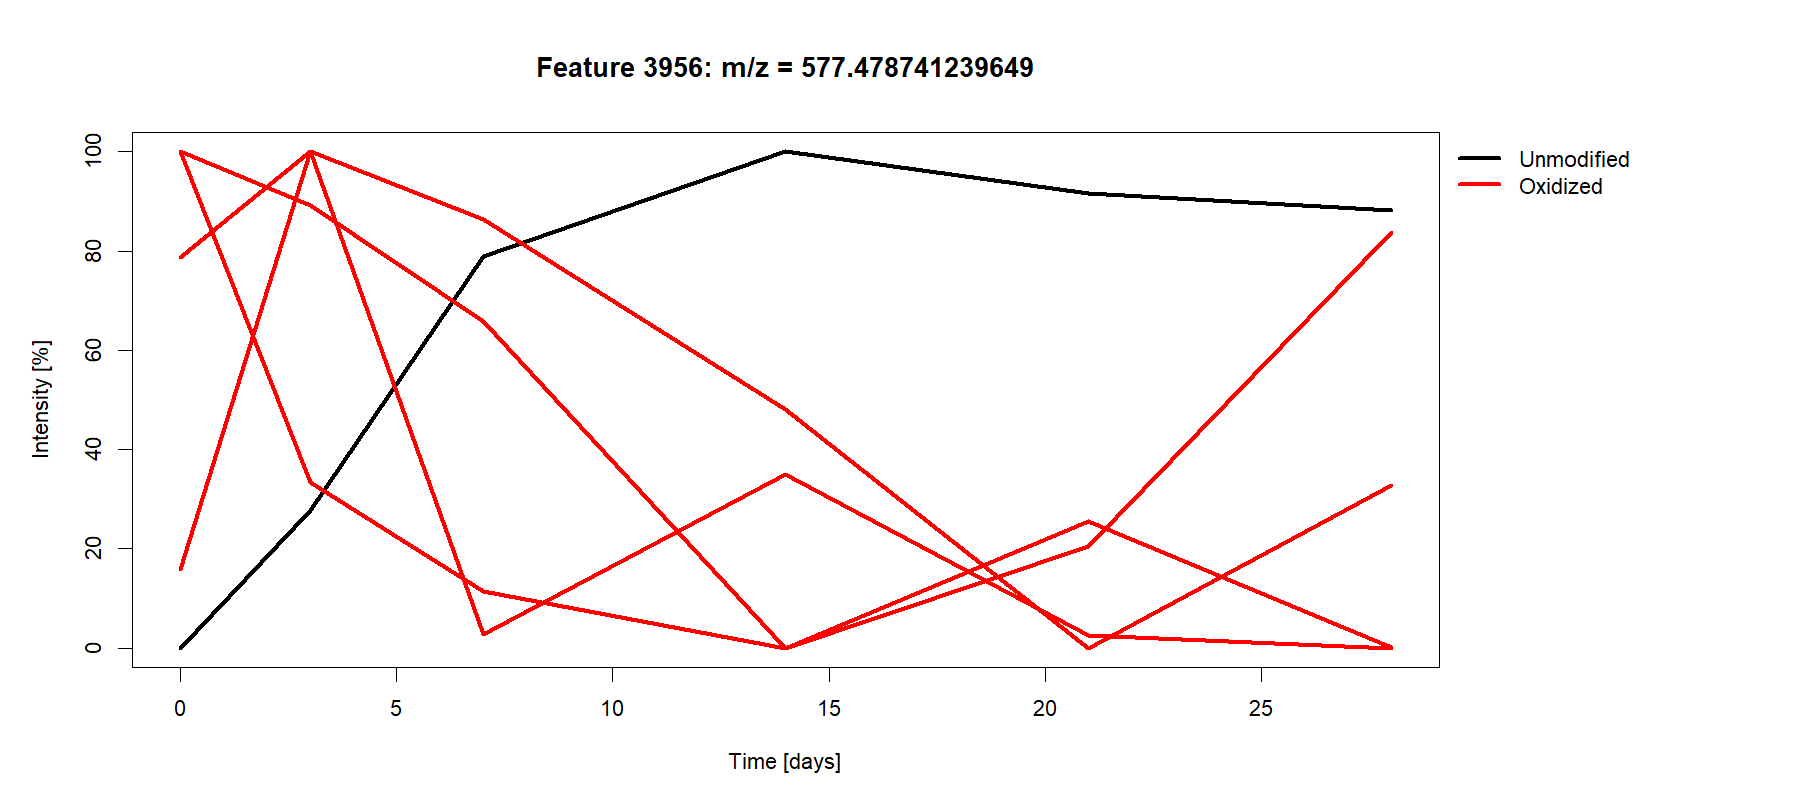 Feature 3956: m/z = 577.478741239649
Unmodified
Oxidized
Intensity [%]
100
80
60
40
20
0
0 5 10 15 20 25
Time [days]